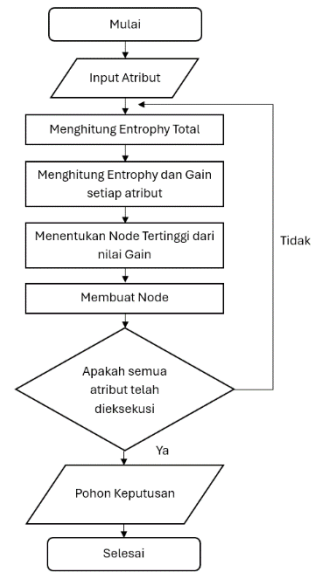 Mulai
Input Atribut
Menghitung Entrophy Total
Menghitung Entrophy dan Gain
setiap atribut
Menentukan Node Tertinggi dari
nilai Gain
Tidak
Membuat Node
Apakah semua
atribut telah
dieksekusi
Ya
Pohon Keputusan
Selesai